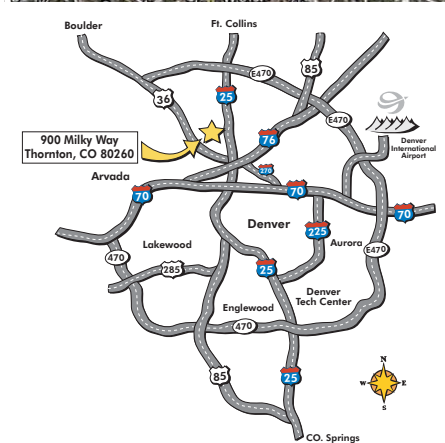 Boulder
Ft. Collins
85
E470
36
25
E470
Denver
International
Airport
900 Milky Way
Thornton, CO 80260
76
270
Arvada
70
70
70
Denver
225
Lakewood
Aurora
470
E470
285
25
Denver
Tech Center
Englewood
470
85
25
N
W
E
S
CO. Springs